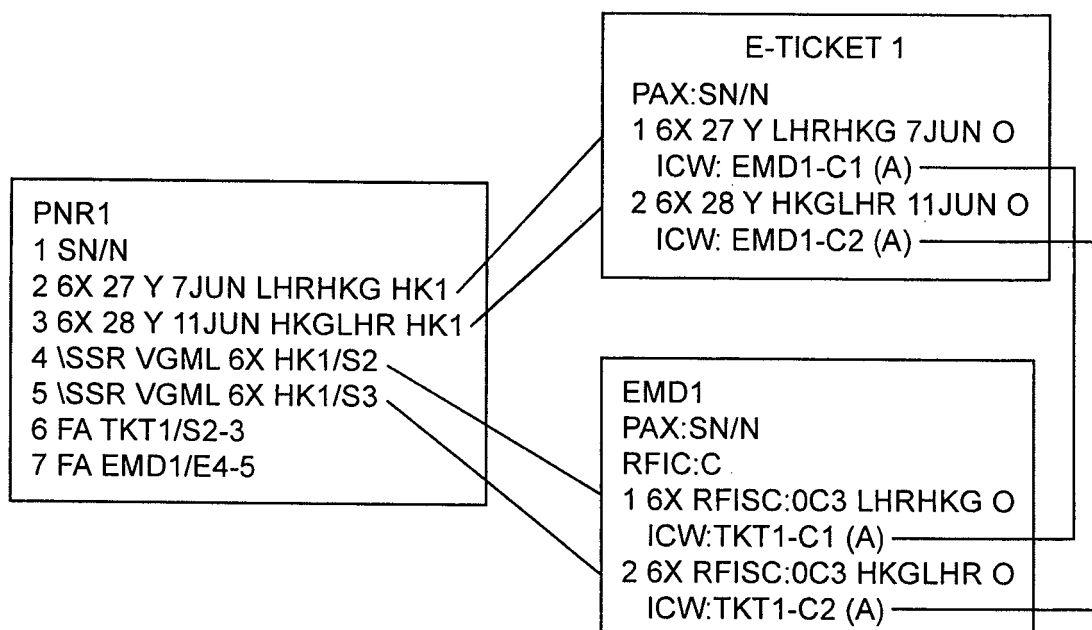 PNR1
1 SN/N
2 6X 27 Y 7JUN LHRHKG HK1
3 6X 28 Y 11JUN HKGLHR HK1
4 \SSR VGML 6X HK1/S2
5 \SSR VGML 6X HK1/S3
6 FA TKT1/S2-3
7 FA EMD1/E4-5
E-TICKET 1
PAX:SN/N
1 6X 27 Y LHRHKG 7JUN O
ICW: EMD1-C1 (A)
2 6X 28 Y HKGLHR 11JUN O
ICW: EMD1-C2 (A)
EMD1
PAX:SN/N
RFIC:C
1 6X RFISC:0C3 LHRHKG O
ICW:TKT1-C1 (A)
2 6X RFISC:0C3 HKGLHR O
ICW:TKT1-C2 (A)